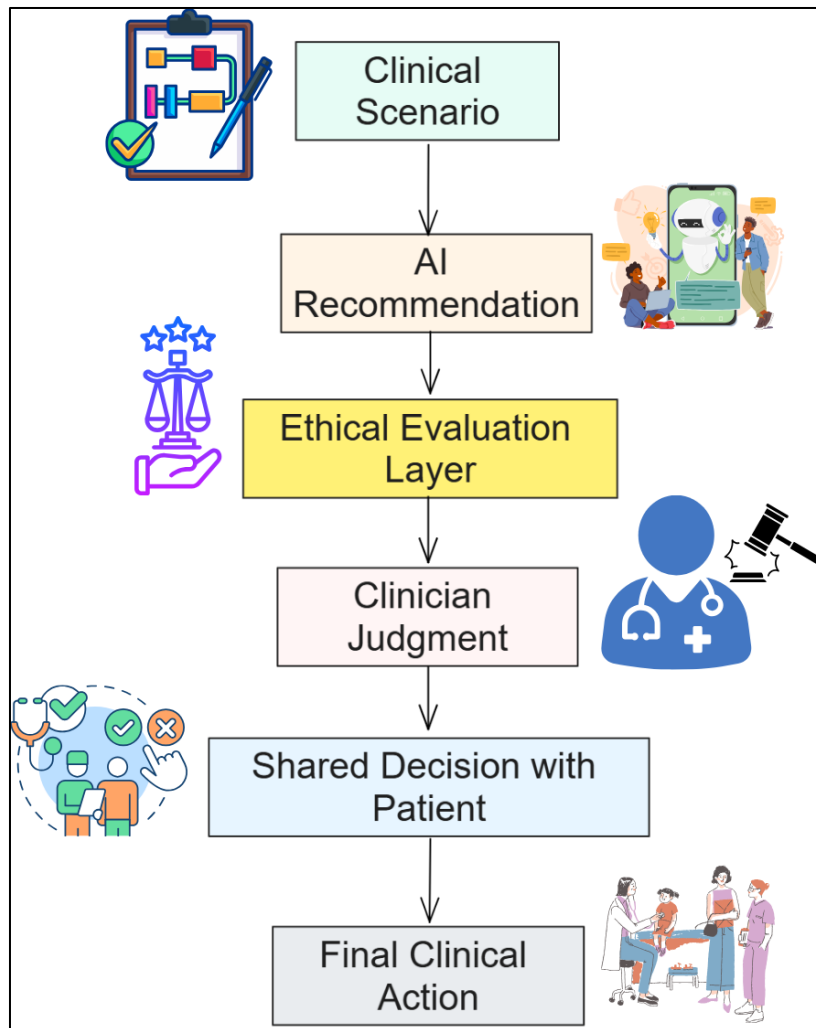 Clinical
Scenario
AI
Recommendation
Ethical Evaluation
Layer
Clinician
Judgment
Shared Decision with
Patient
Final Clinical
Action